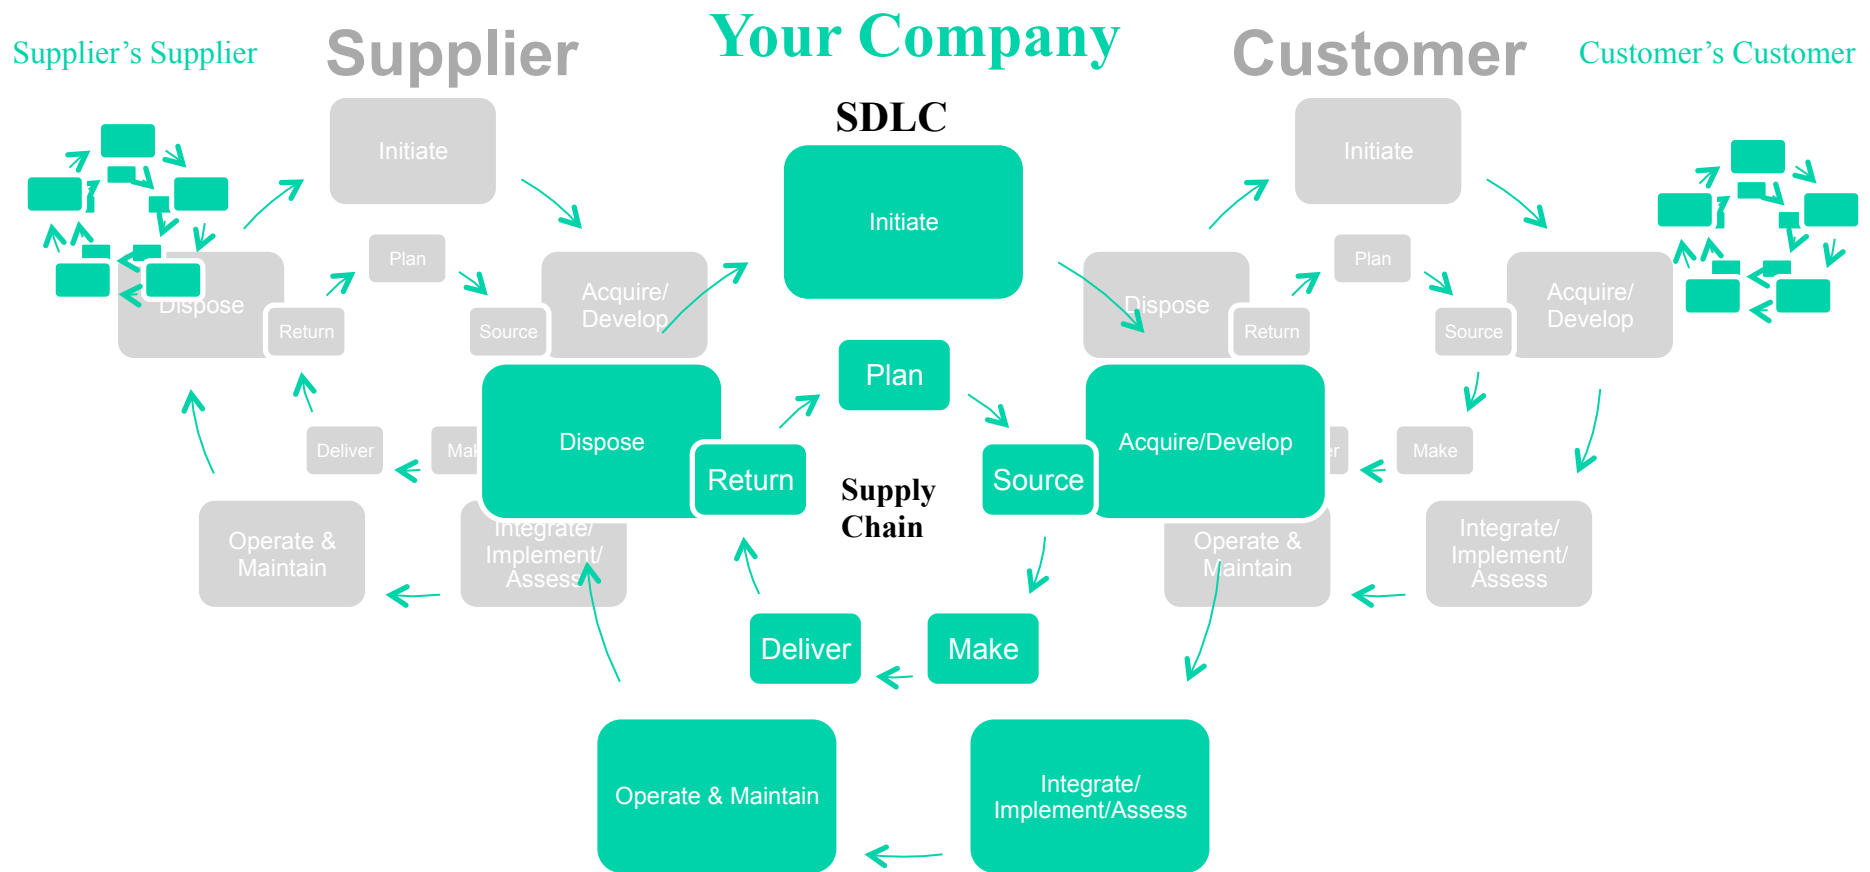 Supplier’s Supplier
Supplier
Your Company
Customer
Customer’s Customer
SDLC
Initiate
Plan
Return
Source
Dispose
Acquire/
Develop
Deliver
Operate &
Maintain
Integrate/
Implement/
Assess
Initiate
Dispose
Acquire/Develop
Plan
Return
Source
Supply
Chain
Deliver
Make
Operate & Maintain
Integrate/
Implement/Assess
Initiate
Plan
Dispose
Return
Source
Acquire/
Develop
Make
Operate &
Maintain
Integrate/
Implement/
Assess